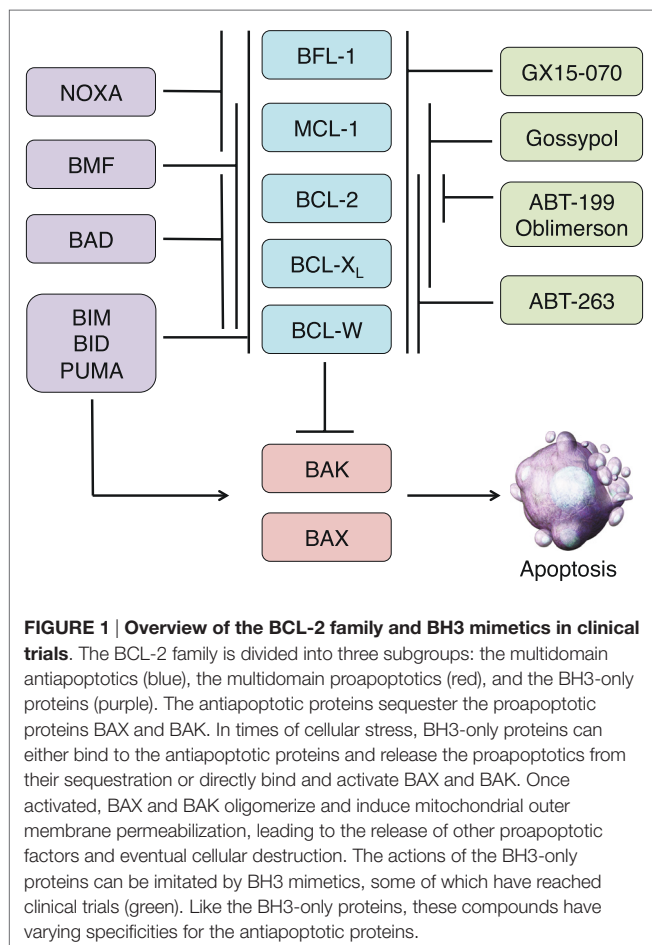 NOXA
BMF
BAD
BIM
BID
PUMA
BFL-1
MCL-1
BCL-2
BCL-XL
BCL-W
GX15-070
Gossypol
ABT-199
Oblimerson
ABT-263
BAK
BAX
Apoptosis
FIGURE 1 | Overview of the BCL-2 family and BH3 mimetics in clinical
trials. The BCL-2 family is divided into three subgroups: the multidomain
antiapoptotics (blue), the multidomain proapoptotics (red), and the BH3-only
proteins (purple). The antiapoptotic proteins sequester the proapoptotic
proteins BAX and BAK. In times of cellular stress, BH3-only proteins can
either bind to the antiapoptotic proteins and release the proapoptotics from
their sequestration or directly bind and activate BAX and BAK. Once
activated, BAX and BAK oligomerize and induce mitochondrial outer
membrane permeabilization, leading to the release of other proapoptotic
factors and eventual cellular destruction. The actions of the BH3-only
proteins can be imitated by BH3 mimetics, some of which have reached
clinical trials (green). Like the BH3-only proteins, these compounds have
varying specificities for the antiapoptotic proteins.